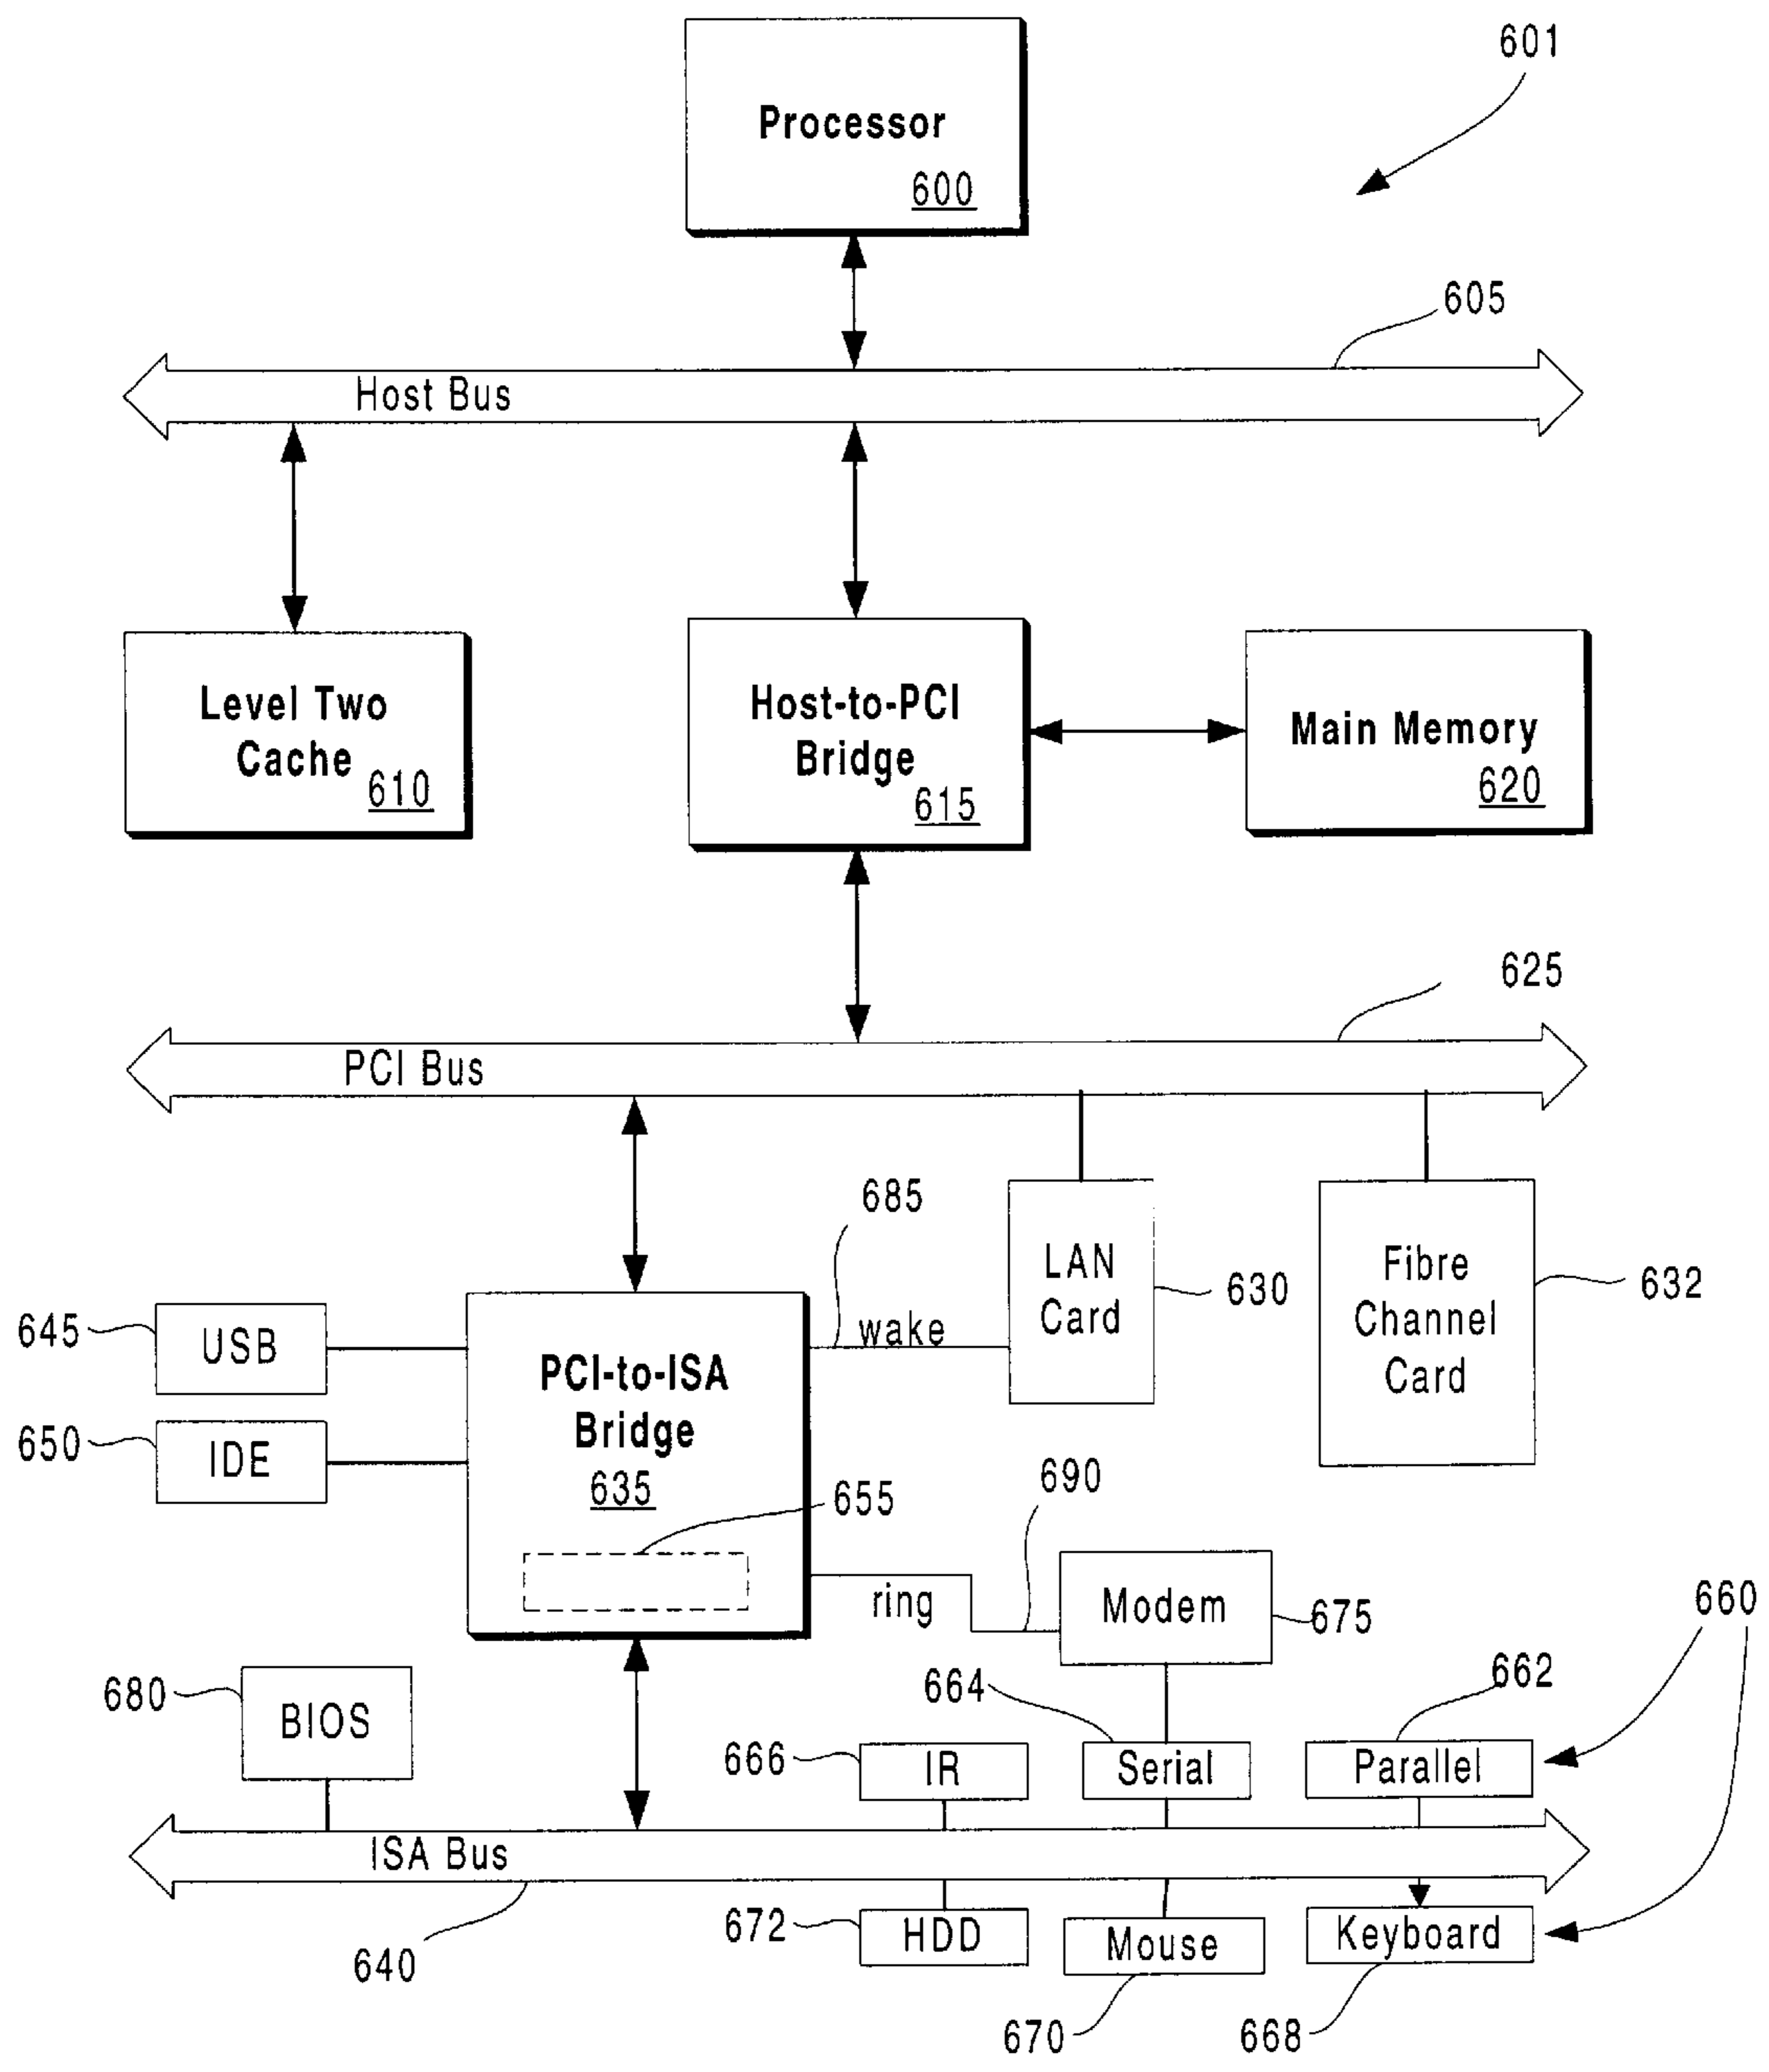 601
Processor
600
605
Host Bus
Level Two
Cache
610
Host-to-PCI
Bridge
615
Main Memory
620
625
PCI Bus
685
LAN
Card
630
Fibre
Channel
Card
632
645
USB
wake
PCI-to-ISA
Bridge
635
650
IDE
655
690
ring
Modem
675
660
680
BIOS
664
662
666
IR
Serial
Parallel
ISA Bus
640
672
HDD
Mouse
Keyboard
670
668